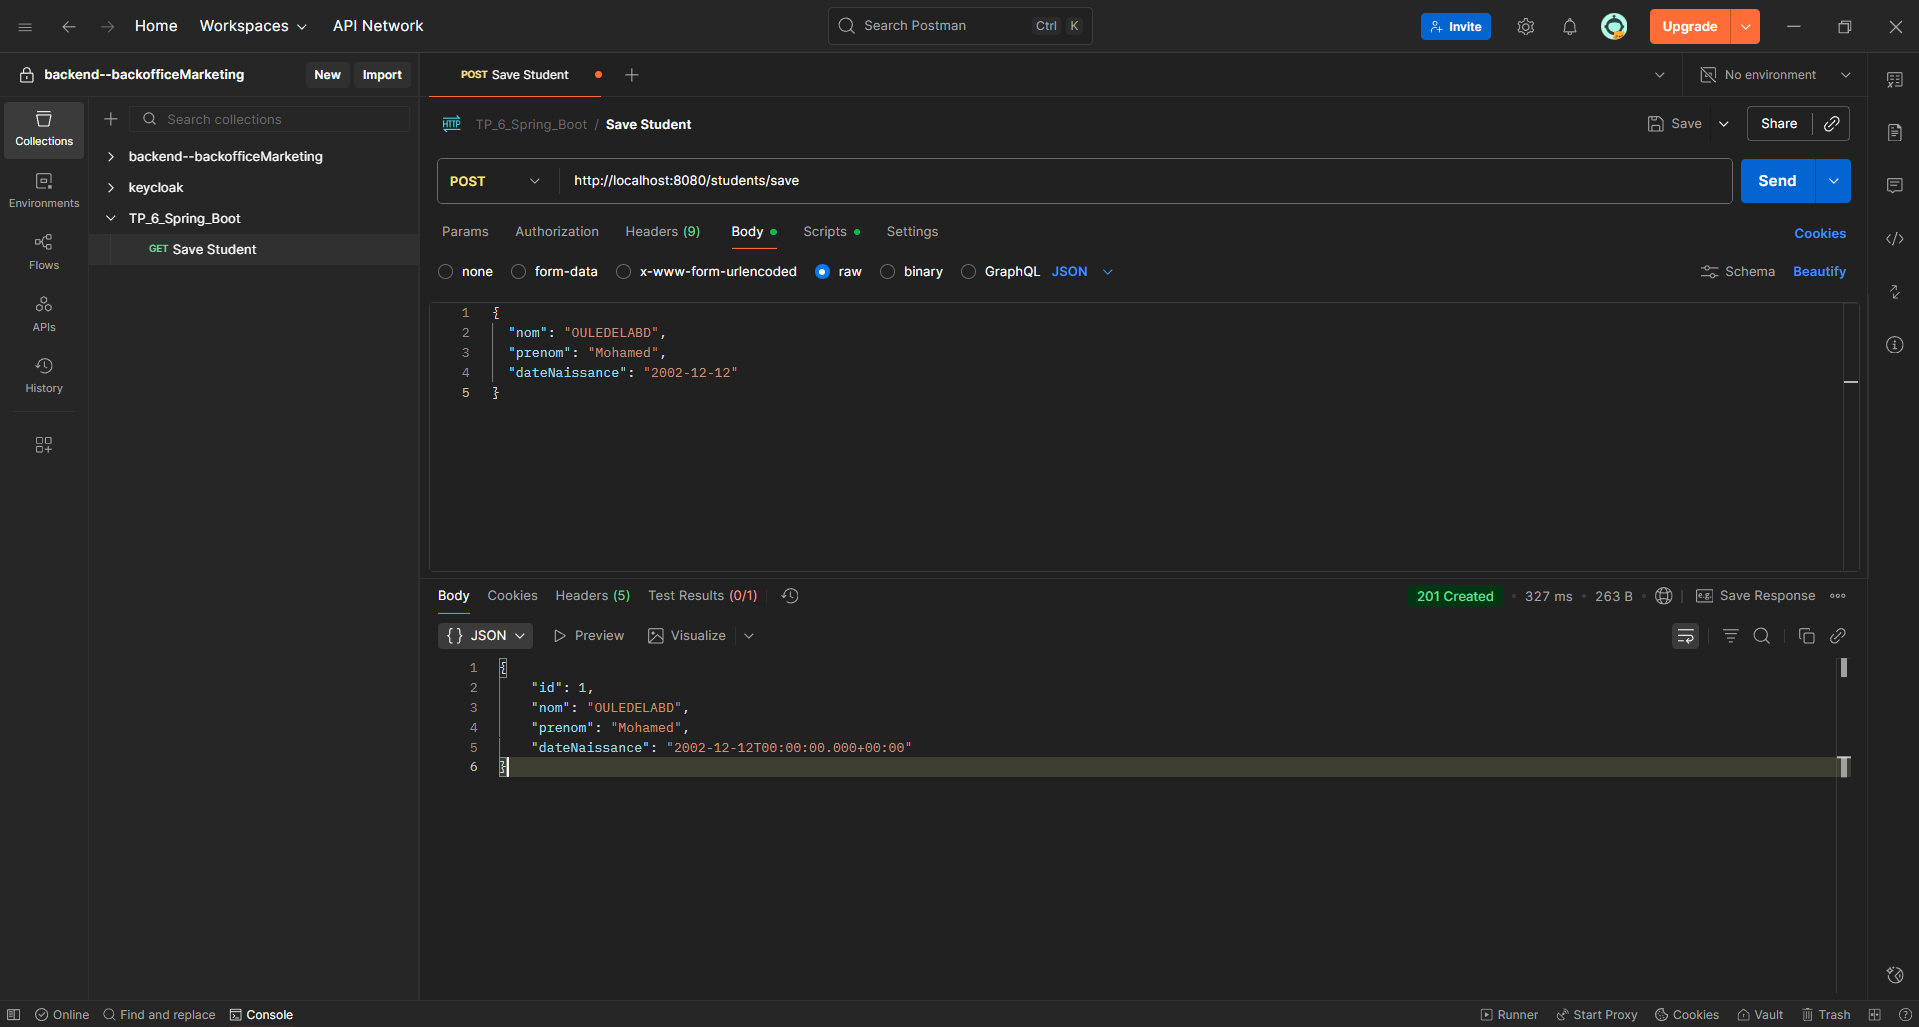 Home Workspaces API Network Search Postman Ctrl K Invite Upgrade
backend--backofficeMarketing New Import POST Save Student No environment
Collections
Environments
Flows
APIs
History
Search collections
backend--backofficeMarketing
keycloak
TP_6_Spring_Boot
GET Save Student
HTTP TP_6_Spring_Boot / Save Student Save Share
POST http://localhost:8080/students/save Send
Params Authorization Headers (9) Body Scripts Settings Cookies
none form-data x-www-form-urlencoded raw binary GraphQL JSON Schema Beautify
1 {
2 "nom": "OULEDELABD",
3 "prenom": "Mohamed",
4 "dateNaissance": "2002-12-12"
5 }
Body Cookies Headers (5) Test Results (0/1) 201 Created 327 ms 263 B e.g. Save Response
{} JSON Preview Visualize
1 {
2 "id": 1,
3 "nom": "OULEDELABD",
4 "prenom": "Mohamed",
5 "dateNaissance": "2002-12-12T00:00:00.000+00:00"
6 }
Online Find and replace Console Runner Start Proxy Cookies Vault Trash